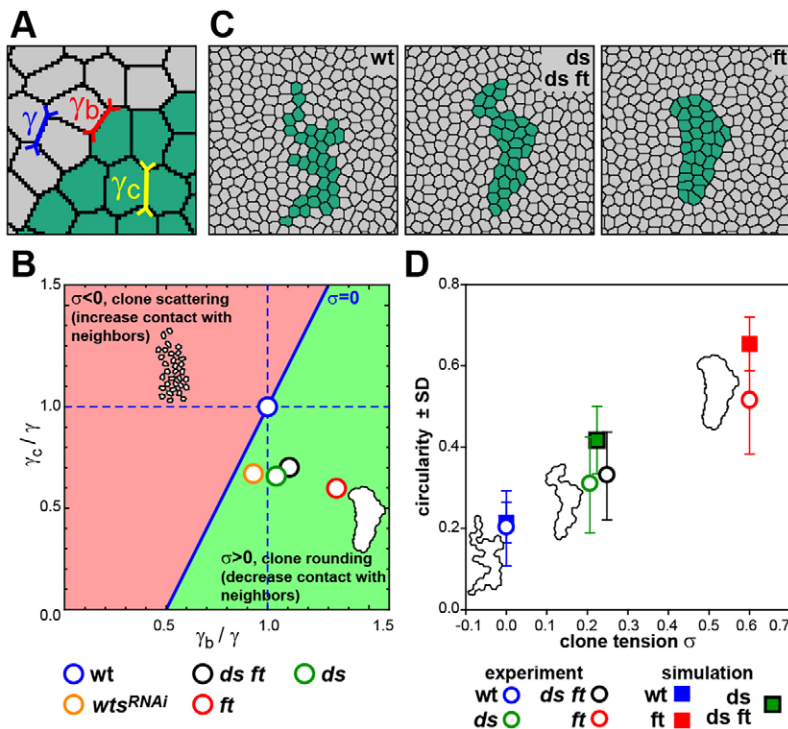 A
γ
γb
γc
C
wt
ds
ds ft
ft
B
1.5
1.0
0.5
0.0
γc / γ
σ<0, clone scattering
(increase contact with
neighbors)
σ=0
σ>0, clone rounding
(decrease contact with
neighbors)
0.5
1.0
1.5
γb / γ
wt
ds ft
ds
wtsRNAi
ft
D
0.8
0.6
0.4
0.2
0.0
circularity ± SD
-0.1
0.0
0.1
0.2
0.3
0.4
0.5
0.6
0.7
clone tension σ
experiment
simulation
wt
ds ft
wt
ds
ds
ft
ft
ds ft